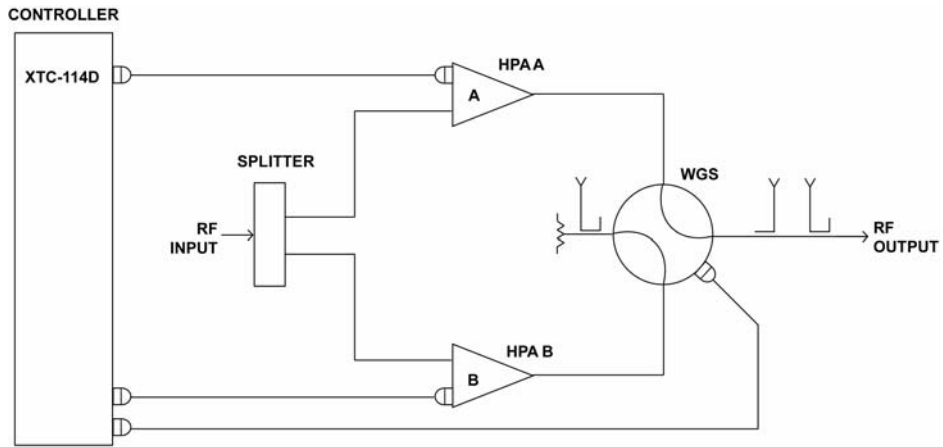 CONTROLLER
XTC-114D
HPA A
A
SPLITTER
WGS
RF
INPUT
RF
OUTPUT
HPA B
B